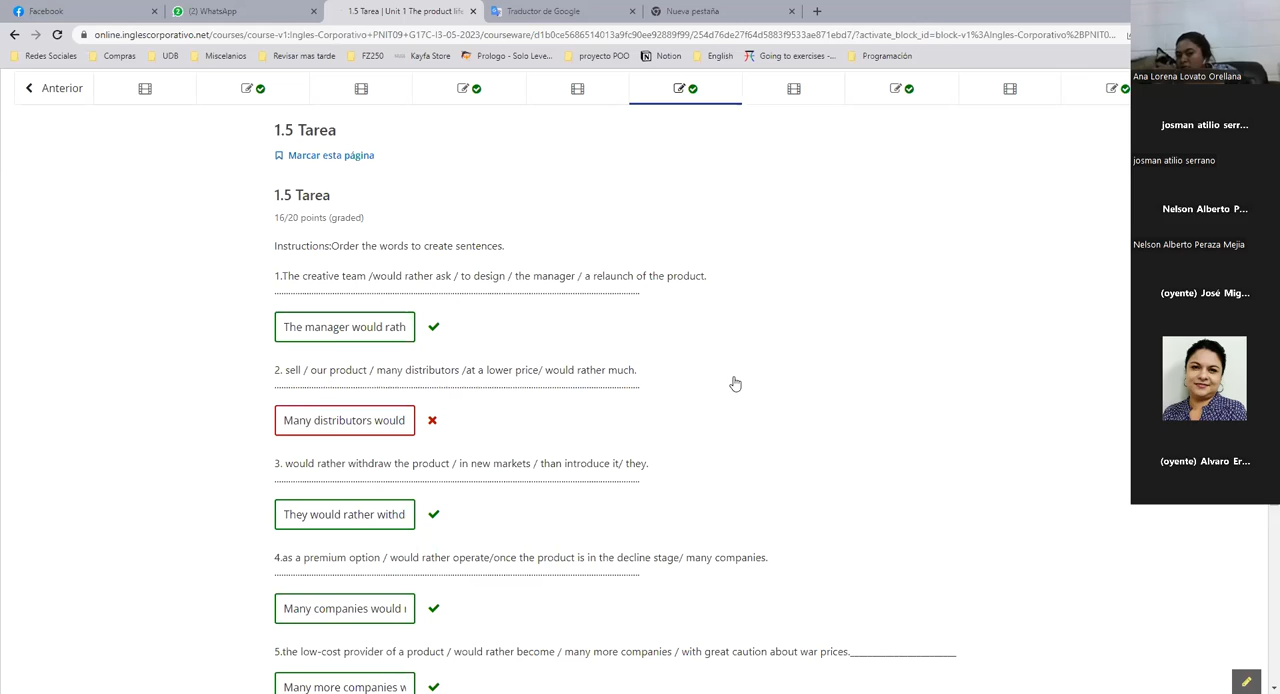 Facebook
(2) WhatsApp
1.5 Tarea | Unit 1 The product life
Traductor de Google
Nueva pestaña
online.inglescorporativo.net/courses/course-v1:Ingles-Corporativo+PNIT09+G17C-I3-05-2023/courseware/d1b0ce5686514013a9fc90ee92889f99/254d76de27f64d5883f9533ae871ebd7/?activate_block_id=block-v1%3AIngles-Corporativo%2BPNIT0...
Redes Sociales
Compras
UDB
Miscelanios
Revisar mas tarde
FZ250
Kayfa Store
Psílogo - Solo Leve...
proyecto POO
Notion
English
Going to exercises -...
Programación
Anterior
1.5 Tarea
Marcar esta página
1.5 Tarea
16/20 points (graded)
Instructions:Order the words to create sentences.
1.The creative team /would rather ask / to design / the manager / a relaunch of the product.
The manager would rath
2. sell / our product / many distributors /at a lower price/ would rather much.
Many distributors would
3. would rather withdraw the product / in new markets / than introduce it/ they.
They would rather withd
4.as a premium option / would rather operate/once the product is in the decline stage/ many companies.
Many companies would r
5.the low-cost provider of a product / would rather become / many more companies / with great caution about war prices.
Many more companies w
Ana Lorena Lovato Orellana
josman atilio serr...
josman atilio serrano
Nelson Alberto P...
Nelson Alberto Peraza Mejia
(oyente) José Mig...
(oyente) Alvaro Er...